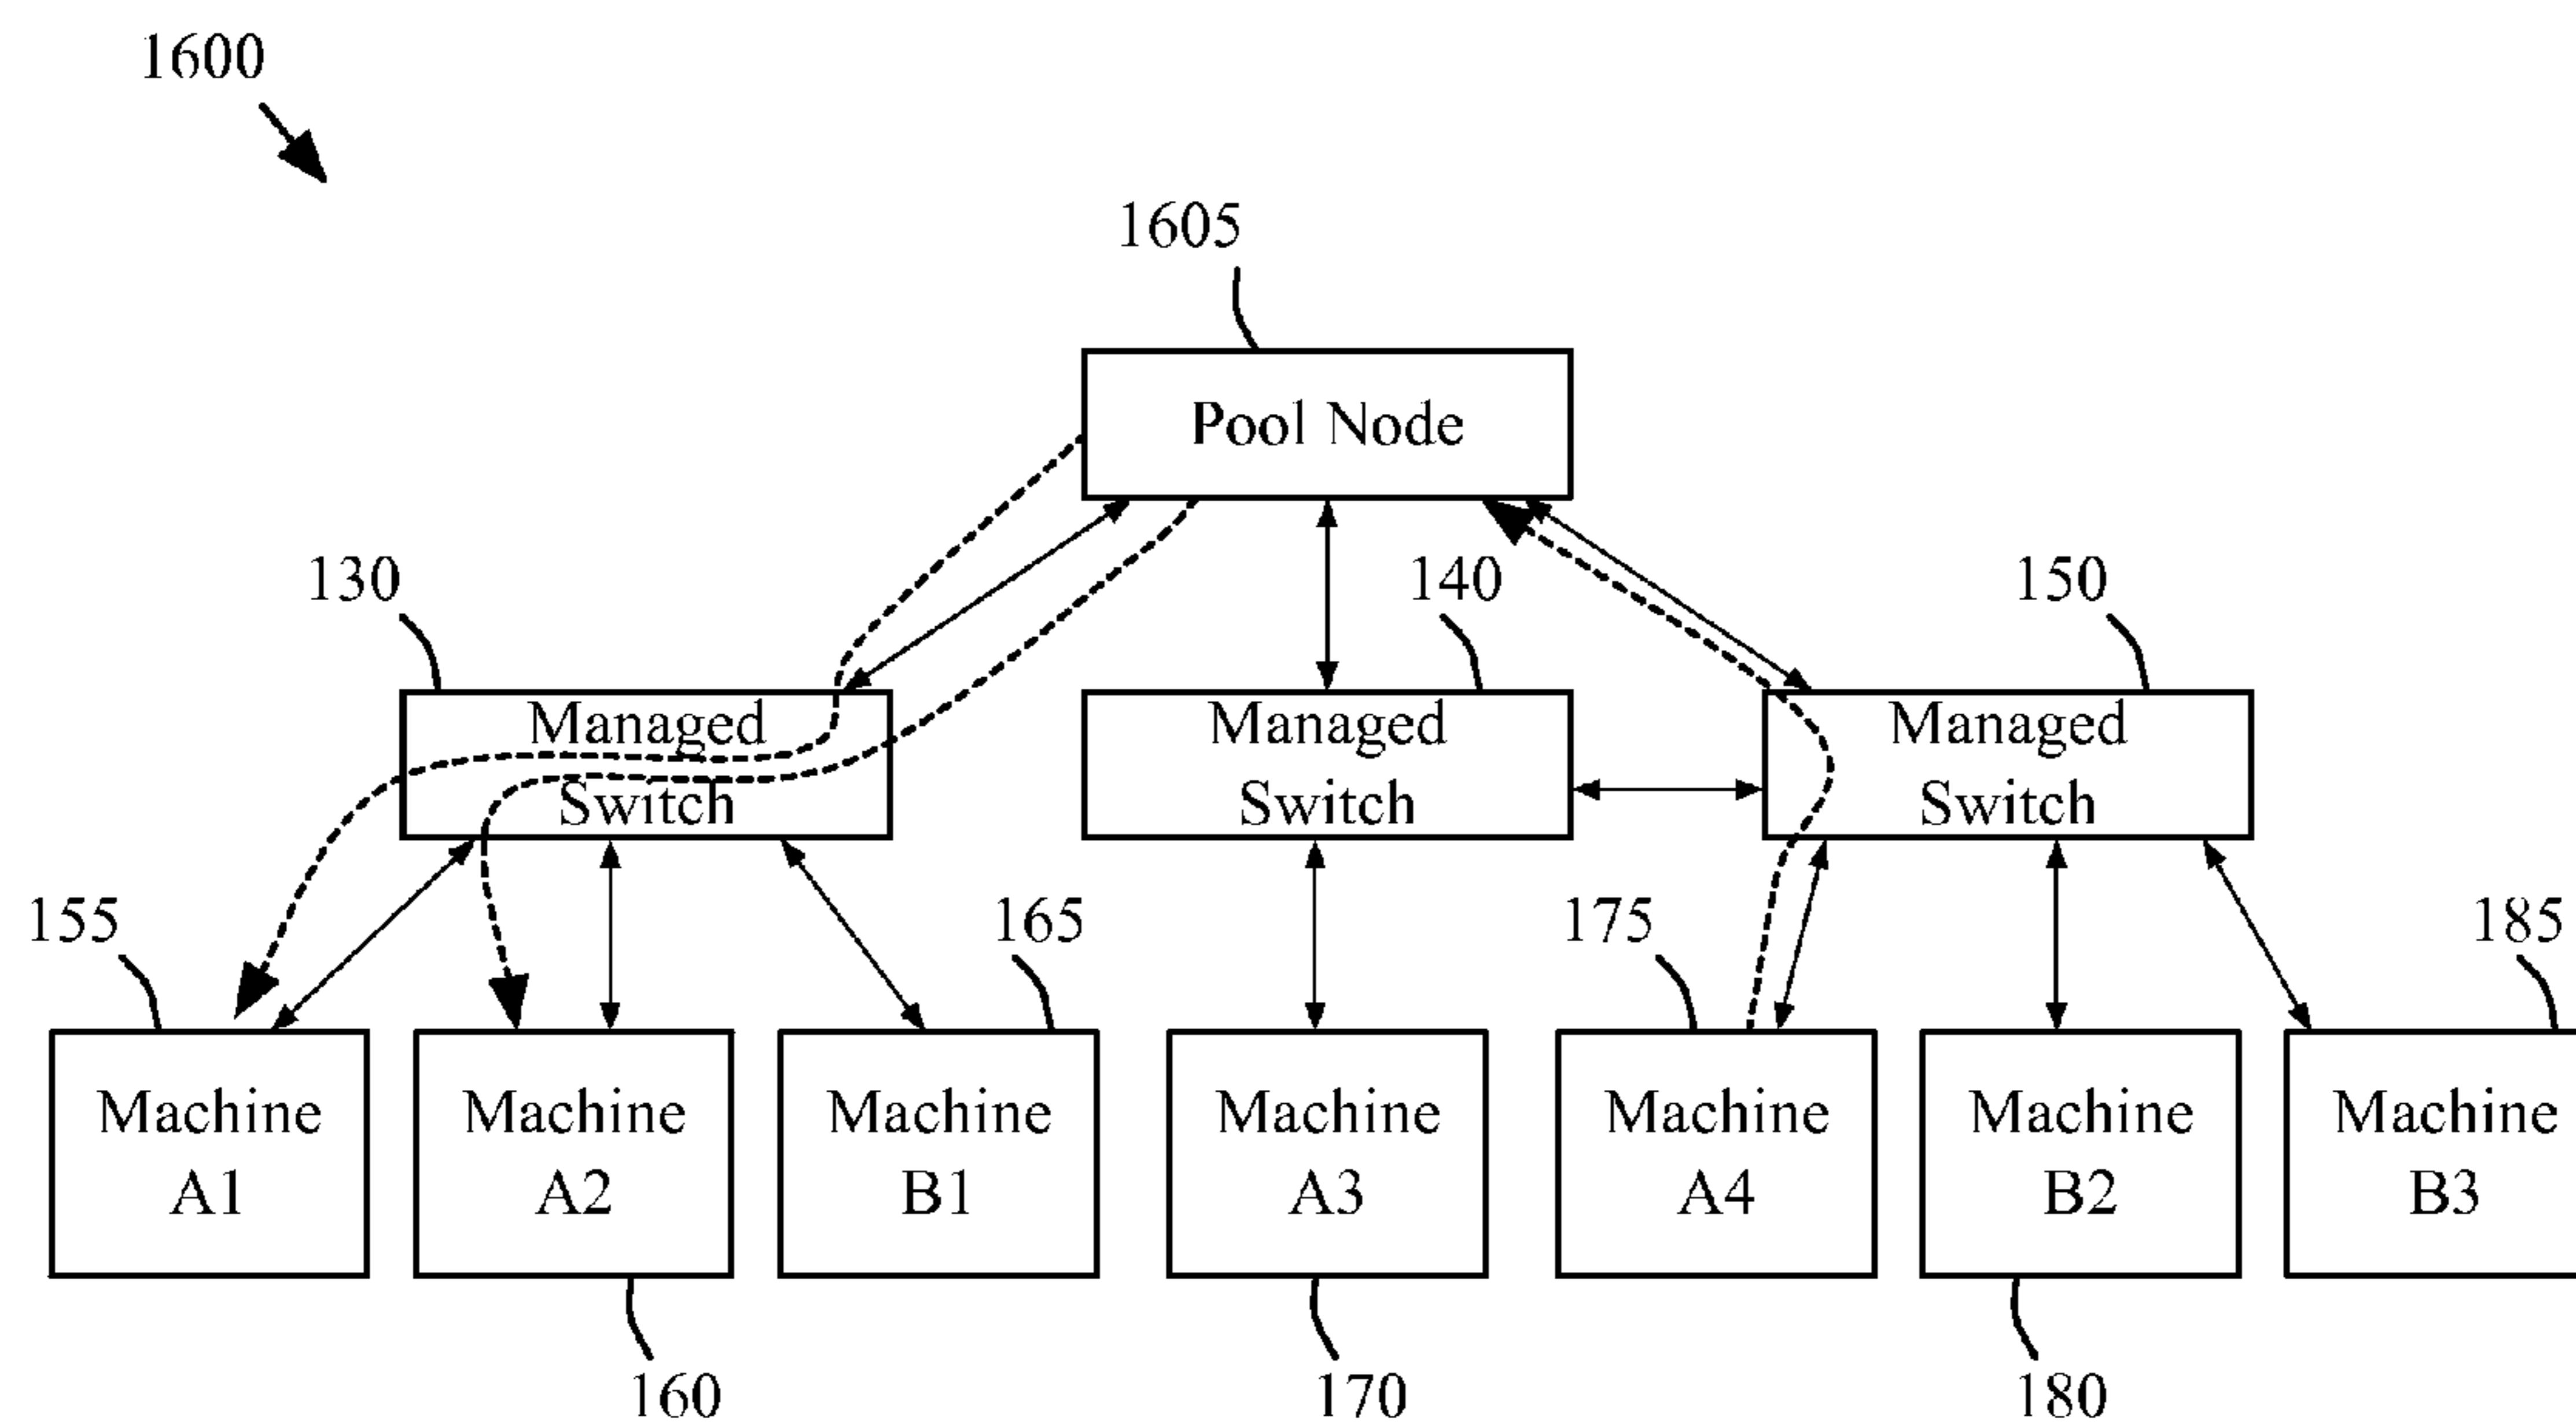 1600
1605
Pool Node
130
140
150
Managed
Switch
Managed
Switch
Managed
Switch
155
165
175
185
Machine
A1
Machine
A2
Machine
B1
Machine
A3
Machine
A4
Machine
B2
Machine
B3
160
170
180